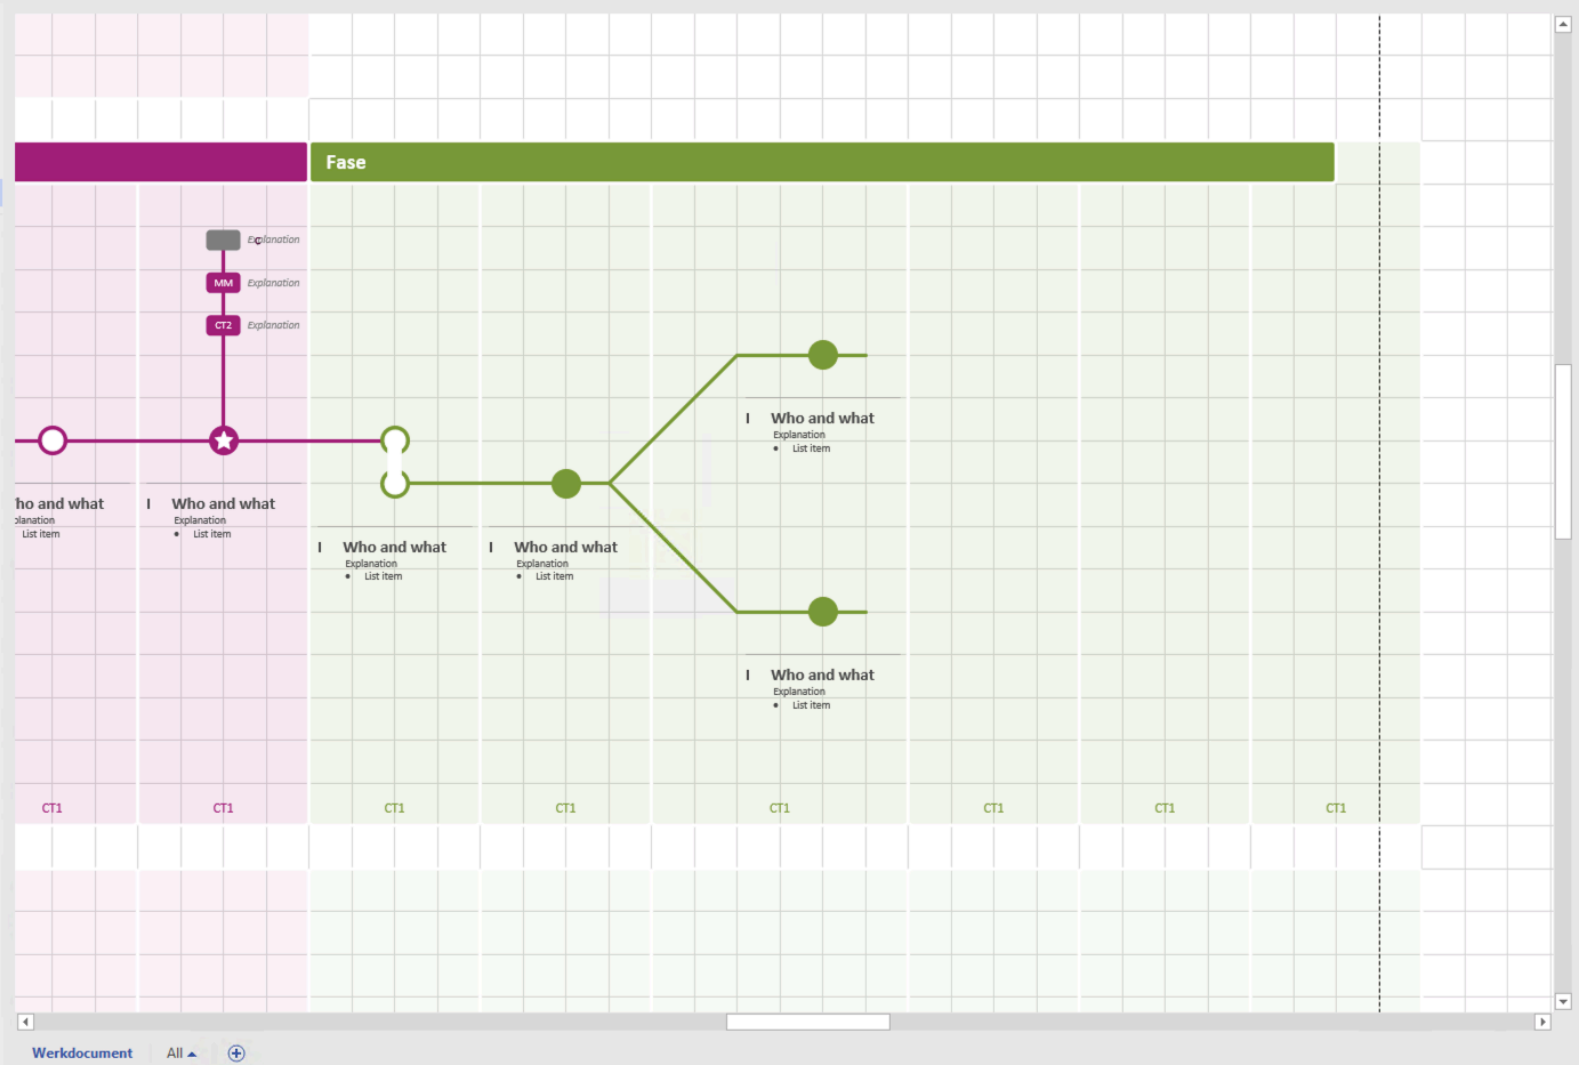 Fase
Explanation
c
MM
Explanation
CT2
Explanation
Who and what
Explanation
• List item
I Who and what
Explanation
• List item
I Who and what
Explanation
• List item
I Who and what
Explanation
• List item
ho and what
planation
List item
I Who and what
Explanation
• List item
CT1
CT1
CT1
CT1
CT1
CT1
CT1
CT1
Werkdocument
All